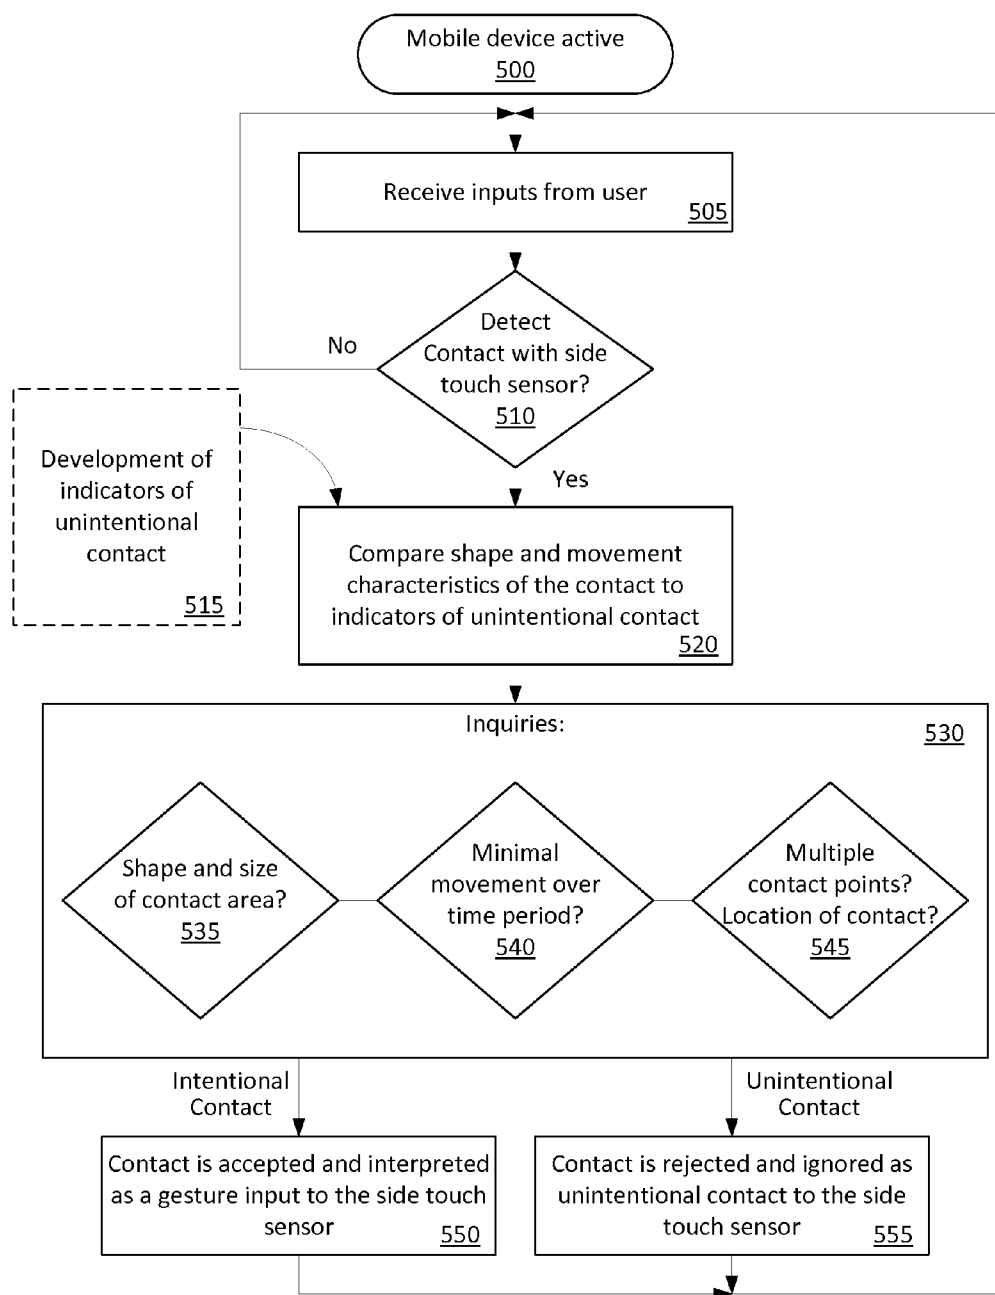 Mobile device active
500
Receive inputs from user
505
Detect
Contact with side
touch sensor?
510
No
Yes
Development of
indicators of
unintentional
contact
515
Compare shape and movement
characteristics of the contact to
indicators of unintentional contact
520
Inquiries:
530
Shape and size
of contact area?
535
Minimal
movement over
time period?
540
Multiple
contact points?
Location of contact?
545
Intentional
Contact
Unintentional
Contact
Contact is accepted and interpreted
as a gesture input to the side touch
sensor
550
Contact is rejected and ignored as
unintentional contact to the side
touch sensor
555